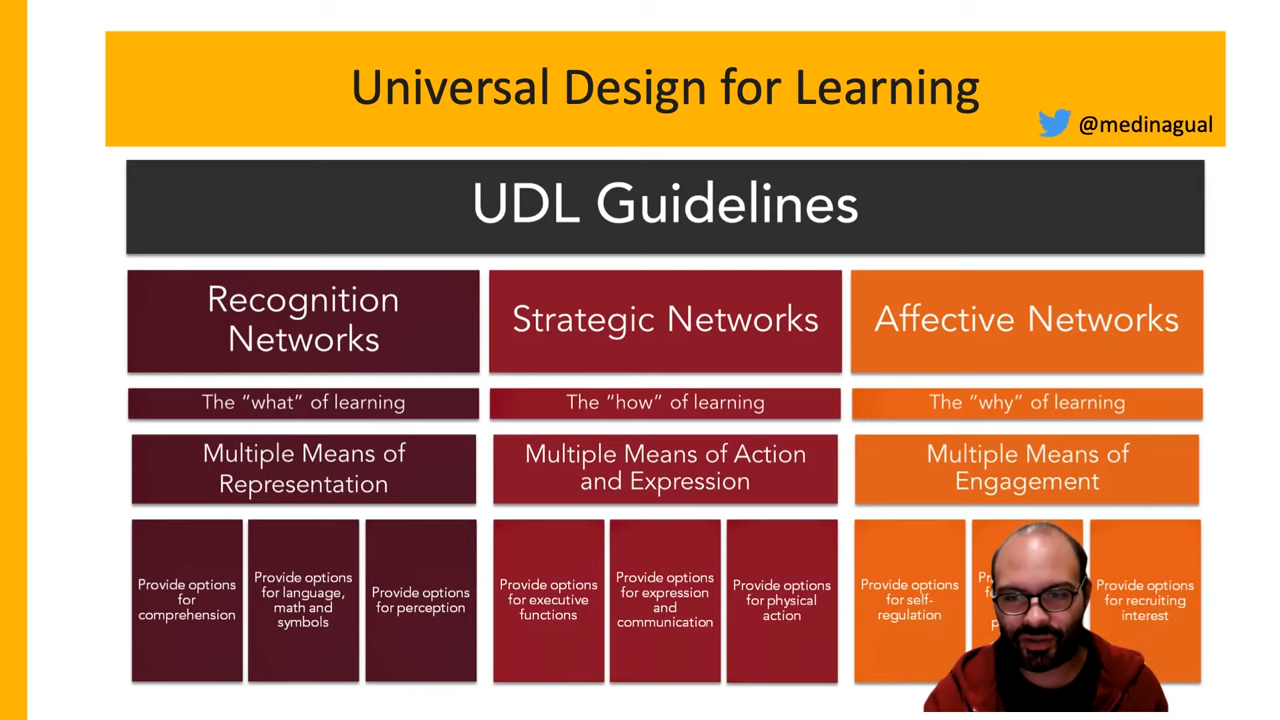 Universal Design for Learning
@medinagual
UDL Guidelines
Recognition
Networks
Strategic Networks
Affective Networks
The "what" of learning
The "how" of learning
The "why" of learning
Multiple Means of
Representation
Multiple Means of Action
and Expression
Multiple Means of
Engagement
Provide options
for
comprehension
Provide options
for language,
math and
symbols
Provide options
for perception
Provide options
for executive
functions
Provide options
for expression
and
communication
Provide options
for physical
action
Provide options
for self-
regulation
Provide options
for recruiting
interest